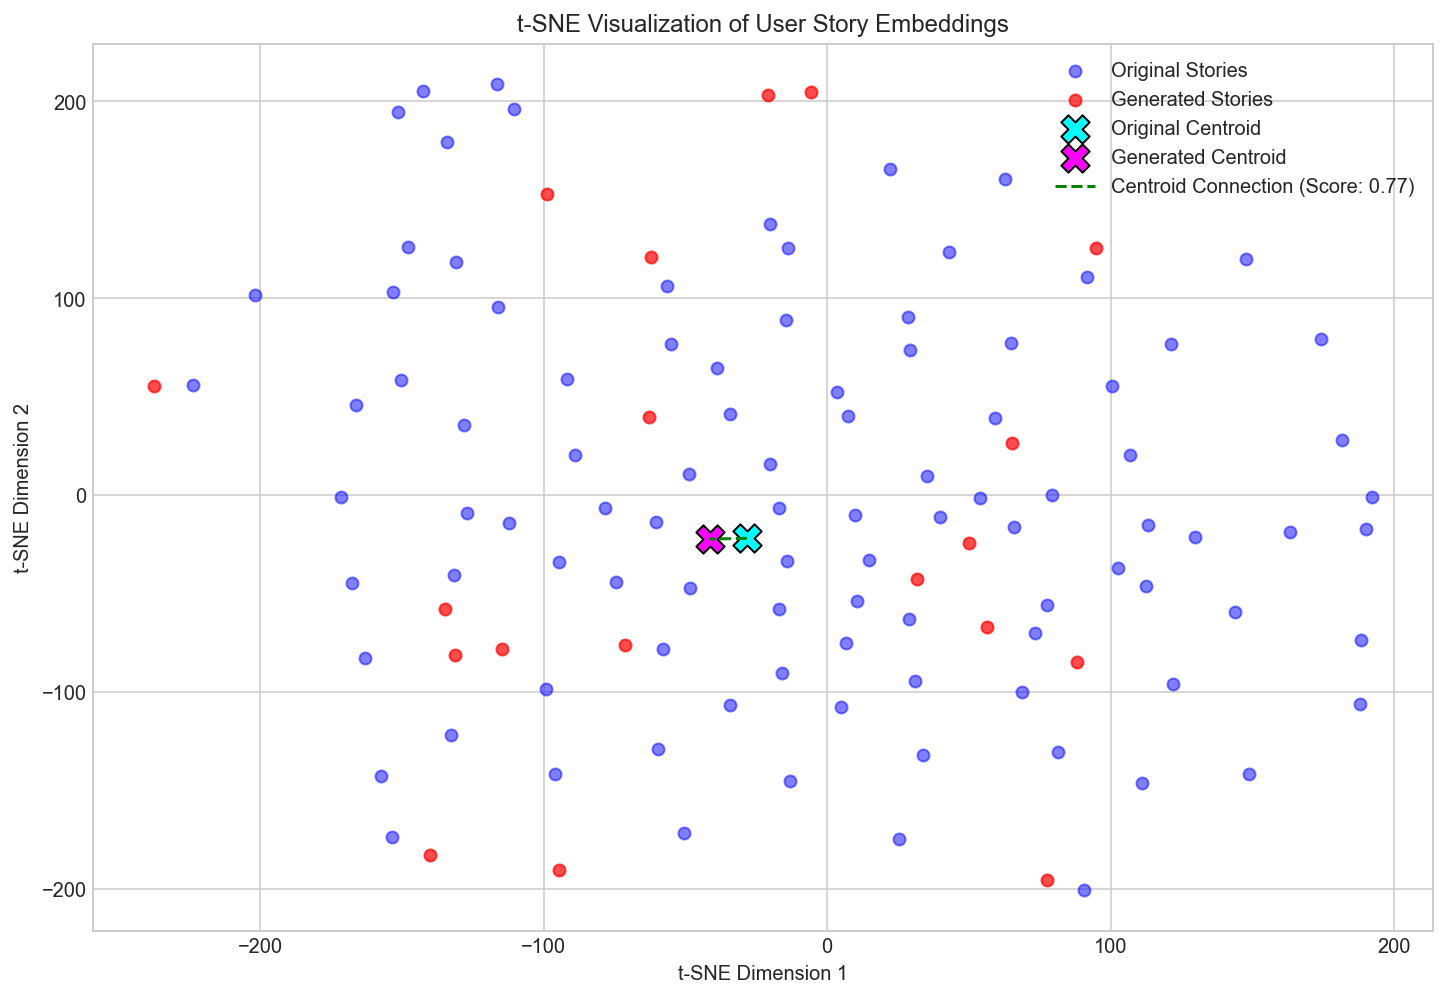 t-SNE Visualization of User Story Embeddings
Original Stories
Generated Stories
Original Centroid
Generated Centroid
Centroid Connection (Score: 0.77)
t-SNE Dimension 2
200
100
0
−100
−200
−200
−100
0
100
200
t-SNE Dimension 1